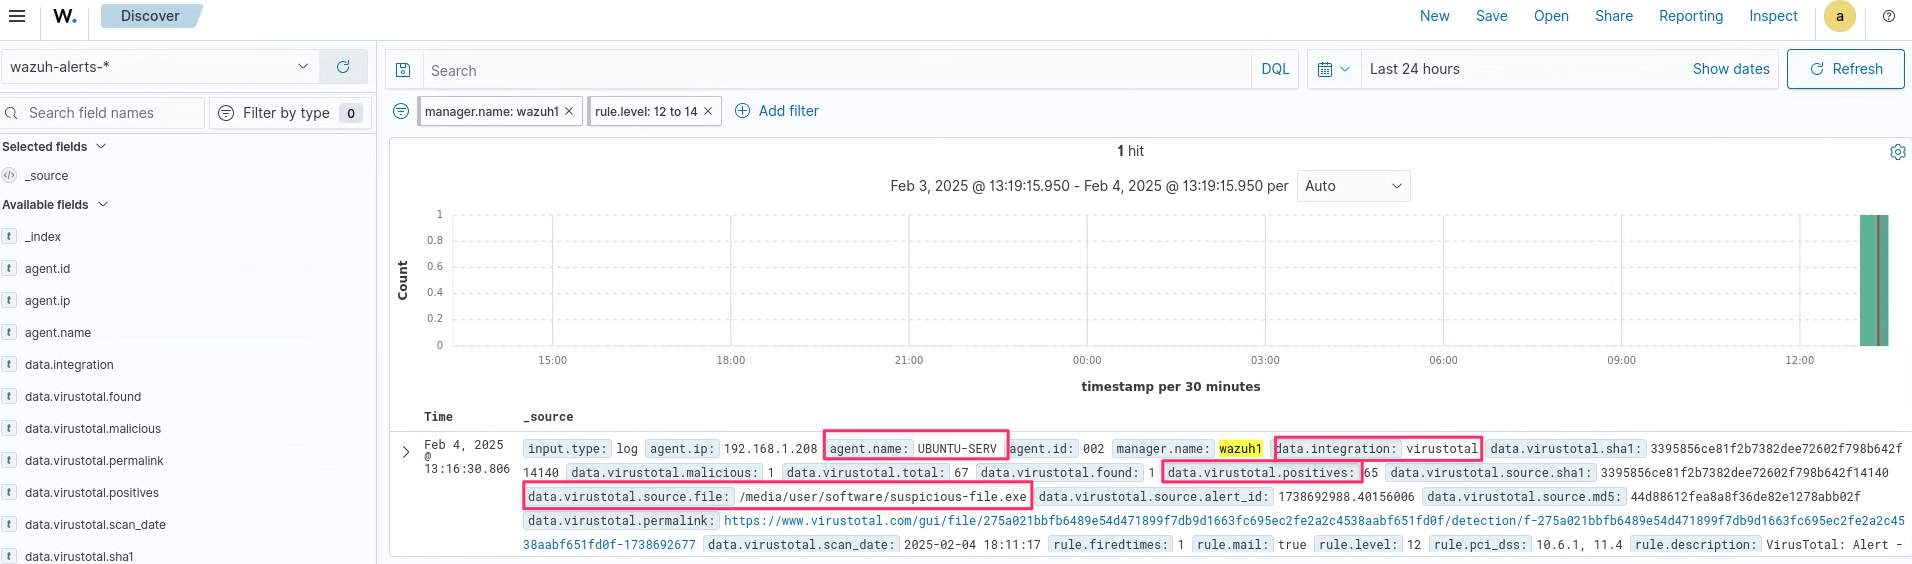 W. Discover New Save Open Share Reporting Inspect a
wazuh-alerts-*
Search DQL Last 24 hours Show dates Refresh
Search field names Filter by type 0
manager.name: wazuh1 × rule.level: 12 to 14 × Add filter
Selected fields
_source
Available fields
t _index
t agent.id
t agent.ip
t agent.name
t data.integration
t data.virustotal.found
t data.virustotal.malicious
t data.virustotal.permalink
t data.virustotal.positives
t data.virustotal.scan_date
t data.virustotal.sha1
1 hit
Feb 3, 2025 @ 13:19:15.950 - Feb 4, 2025 @ 13:19:15.950 per Auto
Count
1
0.8
0.6
0.4
0.2
0
15:00 18:00 21:00 00:00 03:00 06:00 09:00 12:00
timestamp per 30 minutes
Time _source
Feb 4, 2025
@
13:16:30.806
input.type: log agent.ip: 192.168.1.208 agent.name: UBUNTU-SERV agent.id: 002 manager.name: wazuh1 data.integration: virustotal data.virustotal.sha1: 3395856ce81f2b7382dee72602f798b642f
14140 data.virustotal.malicious: 1 data.virustotal.total: 67 data.virustotal.found: 1 data.virustotal.positives: 65 data.virustotal.source.sha1: 3395856ce81f2b7382dee72602f798b642f14140
data.virustotal.source.file: /media/user/software/suspicious-file.exe data.virustotal.source.alert_id: 1738692988.40156006 data.virustotal.source.md5: 44d88612fea8a8f36de82e1278abb02f
data.virustotal.permalink: https://www.virustotal.com/gui/file/275a021bbfb6489e54d471899f7db9d1663fc695ec2fe2a2c4538aabf651fd0f/detection/f-275a021bbfb6489e54d471899f7db9d1663fc695ec2fe2a2c45
38aabf651fd0f-1738692677 data.virustotal.scan_date: 2025-02-04 18:11:17 rule.firedtimes: 1 rule.mail: true rule.level: 12 rule.pci_dss: 10.6.1, 11.4 rule.description: VirusTotal: Alert -